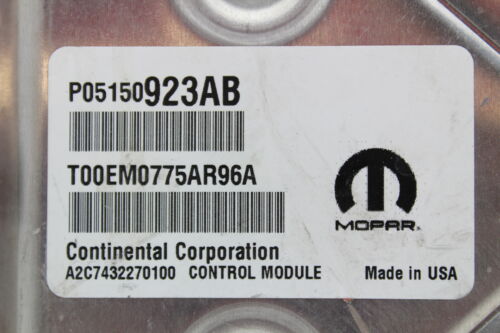 P05150923AB
T00EM0775AR96A
MOPAR®
Continental Corporation
A2C7432270100 CONTROL MODULE Made in USA